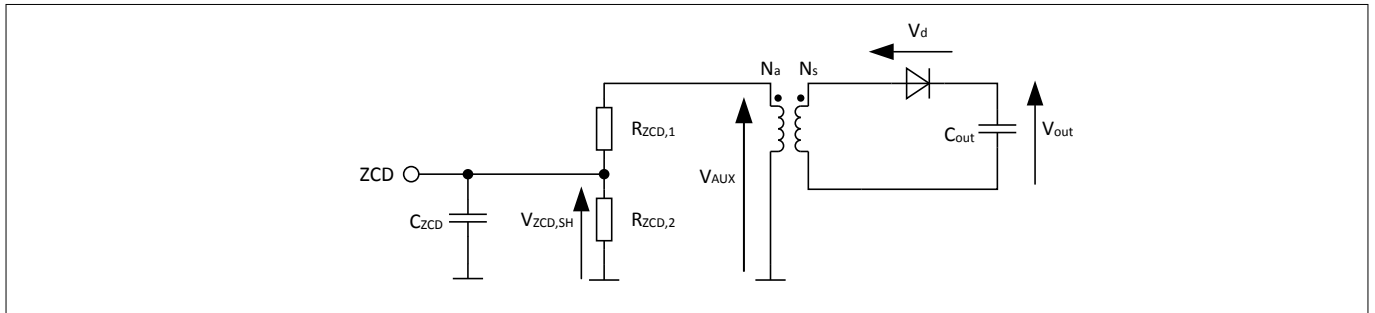 Vd
Na Ns
RZCD,1
Cout
Vout
ZCD
VAUX
CZCD
VZCD,SH
RZCD,2